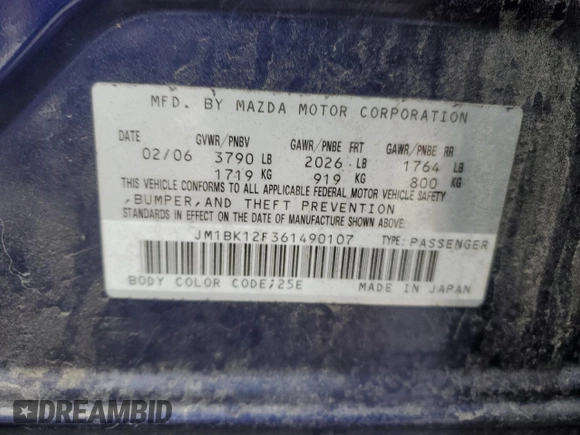 MFD. BY MAZDA MOTOR CORPORATION
DATE GVWR/PNBV GAWR/PNBE FRT GAWR/PNBE RR
02/06 3790 LB 2026 LB 1764 LB
1719 KG 919 KG 800 KG
THIS VEHICLE CONFORMS TO ALL APPLICABLE FEDERAL MOTOR VEHICLE SAFETY
,BUMPER,AND THEFT PREVENTION
STANDARDS IN EFFECT ON THE DATE OF MANUFACTURE SHOWN ABOVE.
JM1BK12F361490107 TYPE:PASSENGER
BODY COLOR CODE;25E MADE IN JAPAN
DREAMBID